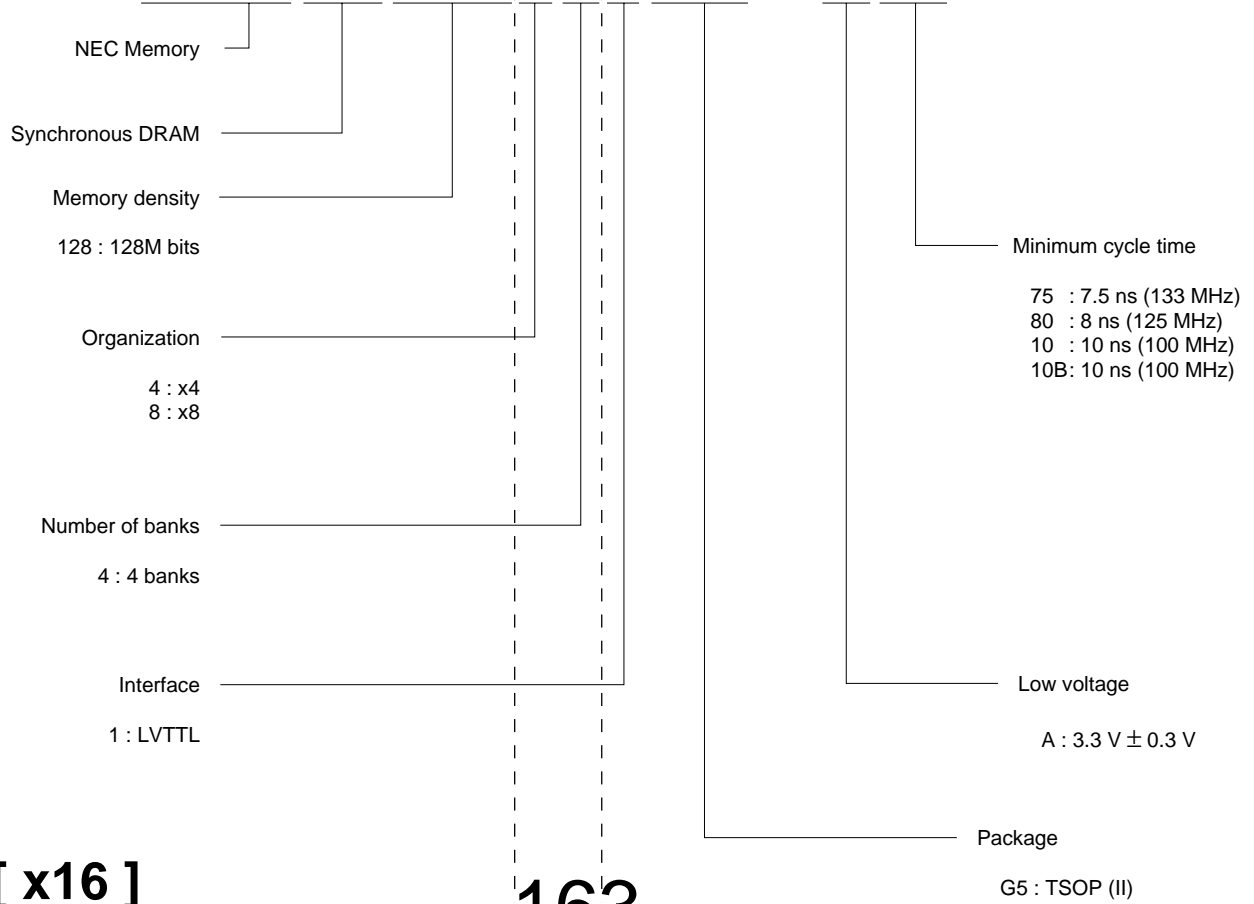 NEC Memory
Synchronous DRAM
Memory density
128 : 128M bits
Organization
4 : x4
8 : x8
Number of banks
4 : 4 banks
Interface
1 : LVTTL
Minimum cycle time
75 : 7.5 ns (133 MHz)
80 : 8 ns (125 MHz)
10 : 10 ns (100 MHz)
10B: 10 ns (100 MHz)
Low voltage
A : 3.3 V ± 0.3 V
Package
G5 : TSOP (II)
[ x16 ]
163